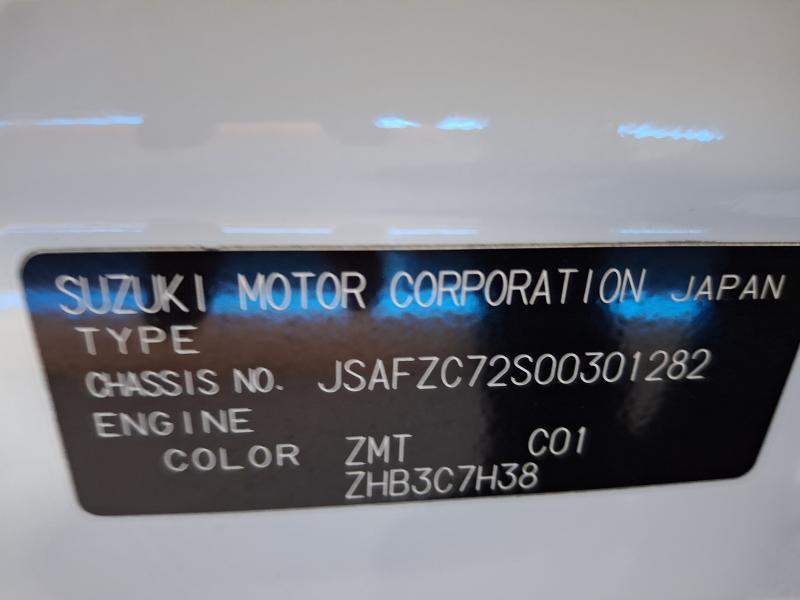 SUZUKI MOTOR CORPORATION JAPAN
TYPE
CHASSIS NO. JSAFZC72S00301282
ENGINE
COLOR ZMT C01
ZHB3C7H38